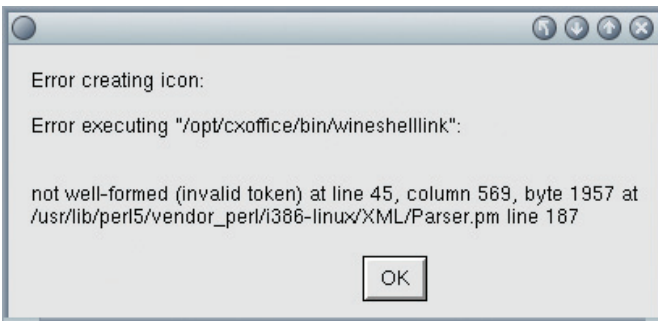 Error creating icon:
Error executing "/opt/cxoffice/bin/wineshelllink":
not well-formed (invalid token) at line 45, column 569, byte 1957 at
/usr/lib/perl5/vendor_perl/i386-linux/XML/Parser.pm line 187
OK